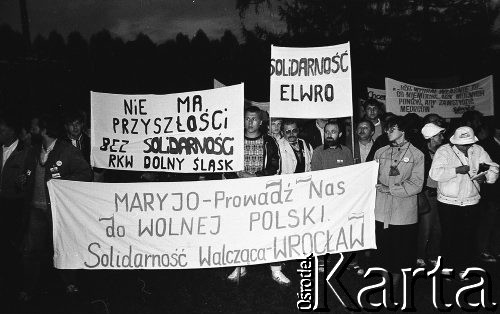 NIE MA
PRZYSZŁOŚCI
BEZ SOLIDARNOŚĆ
RKW DOLNY ŚLĄSK
SOLIDARNOŚĆ
ELWRO
MARYJO-PROWADŹ NAS
do WOLNEJ POLSKI.
Solidarność Walcząca-WROCŁAW
Ośrodek
Karta